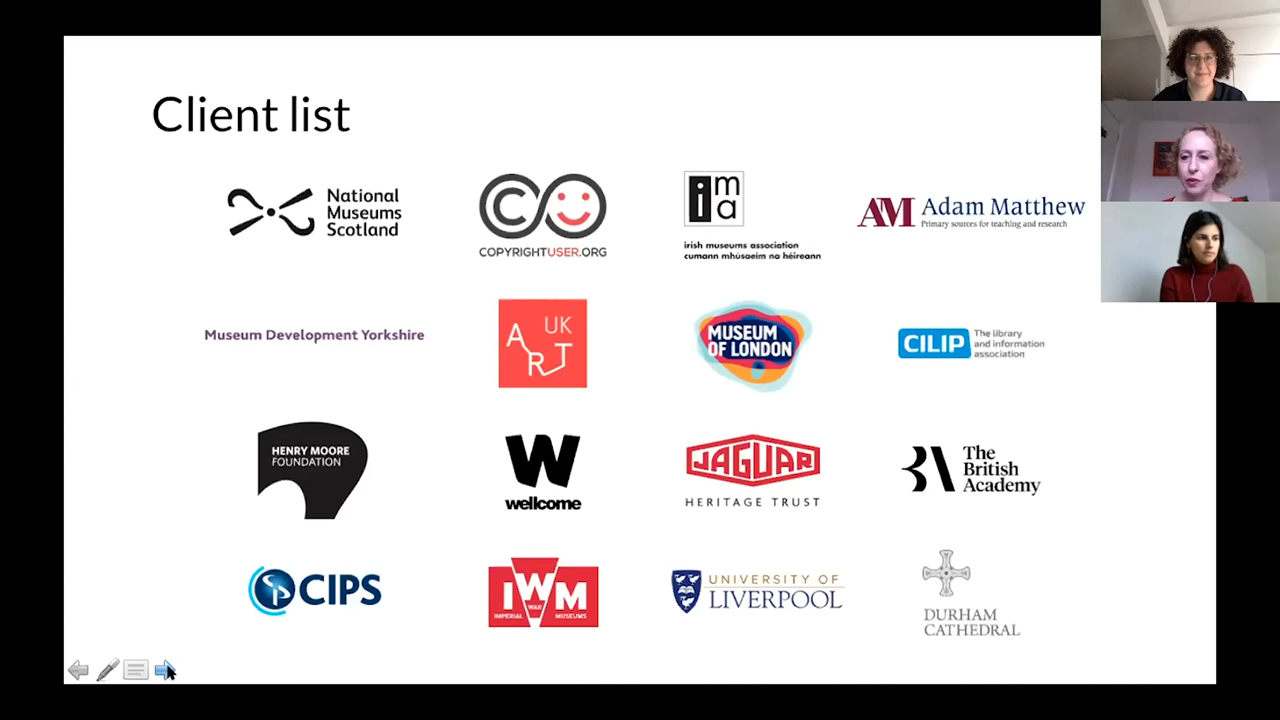 Client list
National
Museums
Scotland
C
COPYRIGHTUSER.ORG
im
a
irish museums association
cumann mhúsaeim na héireann
AM Adam Matthew
Primary sources for teaching and research
Museum Development Yorkshire
UK
ART
MUSEUM
OF LONDON
CILIP
The library
and information
association
HENRY MOORE
FOUNDATION
W
wellcome
JAGUAR
HERITAGE TRUST
BA
The
British
Academy
CIPS
IWM
IMPERIAL WAR MUSEUMS
UNIVERSITY OF
LIVERPOOL
DURHAM
CATHEDRAL